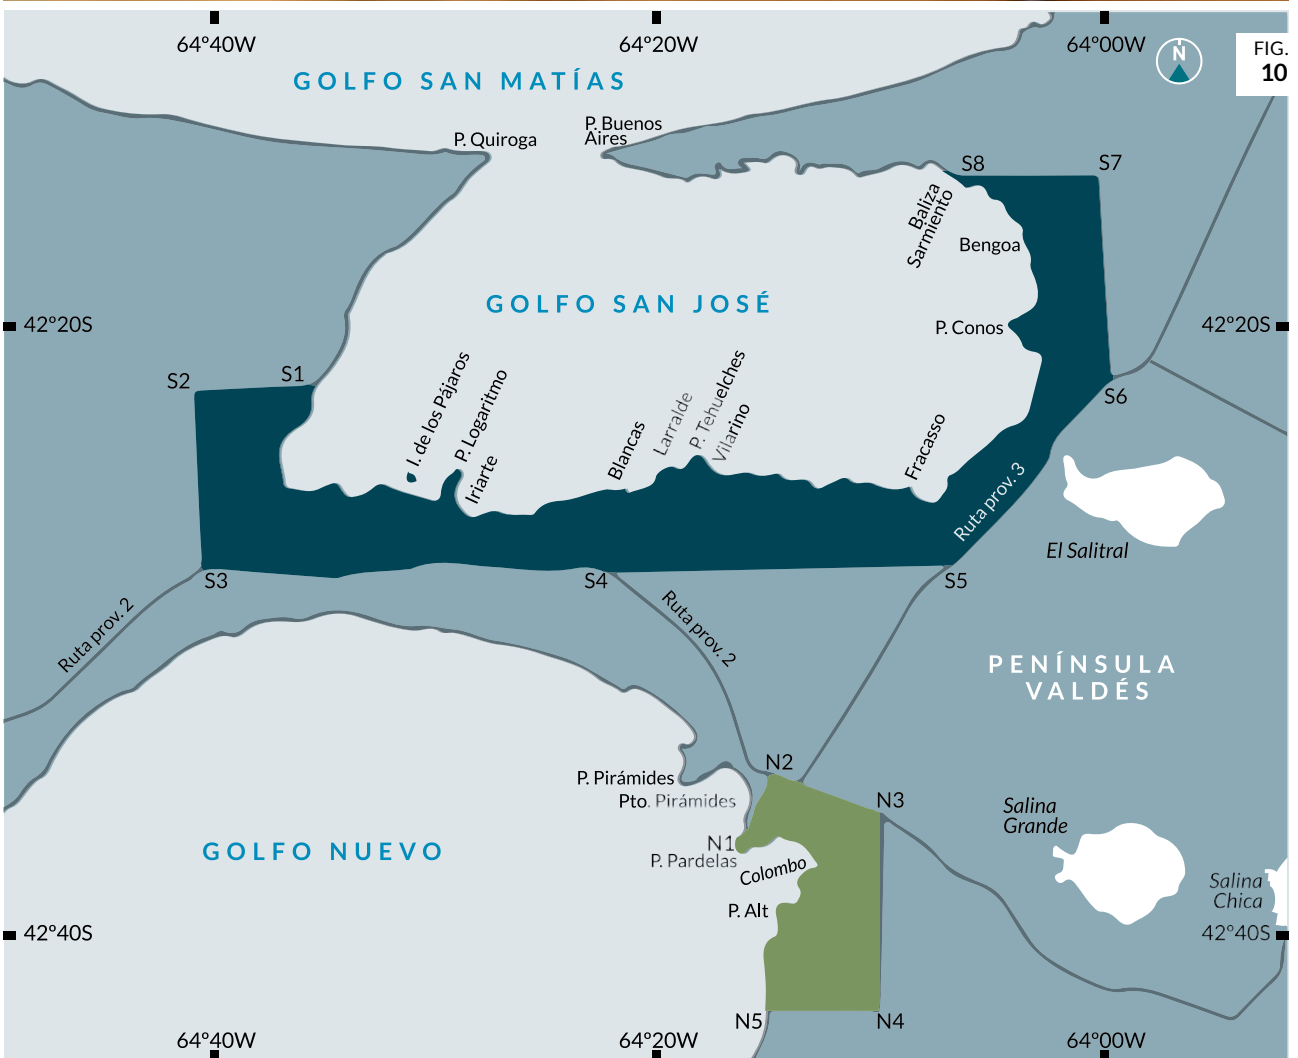 64°40W
64°20W
64°00W
N
FIG.
10
GOLFO SAN MATÍAS
P. Quiroga
P. Buenos
Aires
S8
S7
Baliza
Sarmiento
Bengoa
GOLFO SAN JOSÉ
42°20S
P. Conos
42°20S
S2
S1
S6
I. de los Pájaros
P. Logaritmo
Iriarte
Blancas
Larralde
P. Tehuelches
Vilarino
Fracasso
Ruta prov. 3
El Salitral
S3
S4
S5
Ruta prov. 2
Ruta prov. 2
PENÍNSULA
VALDÉS
N2
P. Pirámides
Pto. Pirámides
N3
Salina
Grande
GOLFO NUEVO
N1
P. Pardelas
Colombo
Salina
Chica
P. Alt
42°40S
42°40S
N5
N4
64°40W
64°20W
64°00W